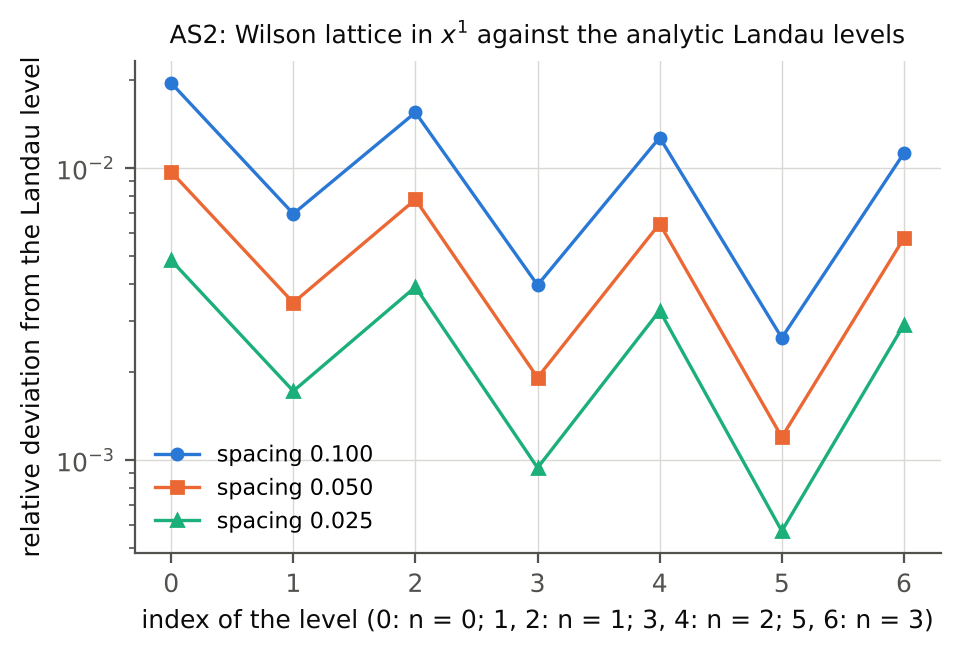 AS2: Wilson lattice in x¹ against the analytic Landau levels
relative deviation from the Landau level
10⁻²
10⁻³
spacing 0.100
spacing 0.050
spacing 0.025
0 1 2 3 4 5 6
index of the level (0: n = 0; 1, 2: n = 1; 3, 4: n = 2; 5, 6: n = 3)